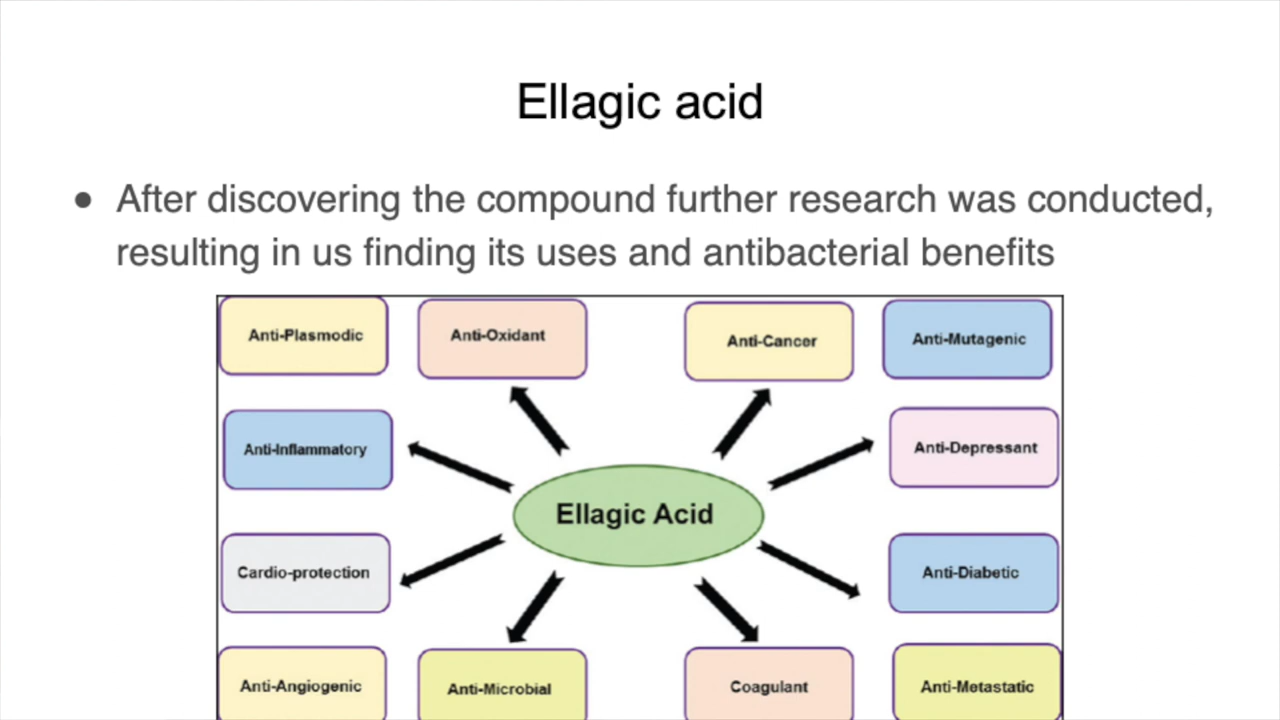 Ellagic acid
● After discovering the compound further research was conducted,
resulting in us finding its uses and antibacterial benefits
Anti-Plasmodic
Anti-Oxidant
Anti-Cancer
Anti-Mutagenic
Anti-Inflammatory
Anti-Depressant
Ellagic Acid
Cardio-protection
Anti-Diabetic
Anti-Angiogenic
Anti-Microbial
Coagulant
Anti-Metastatic